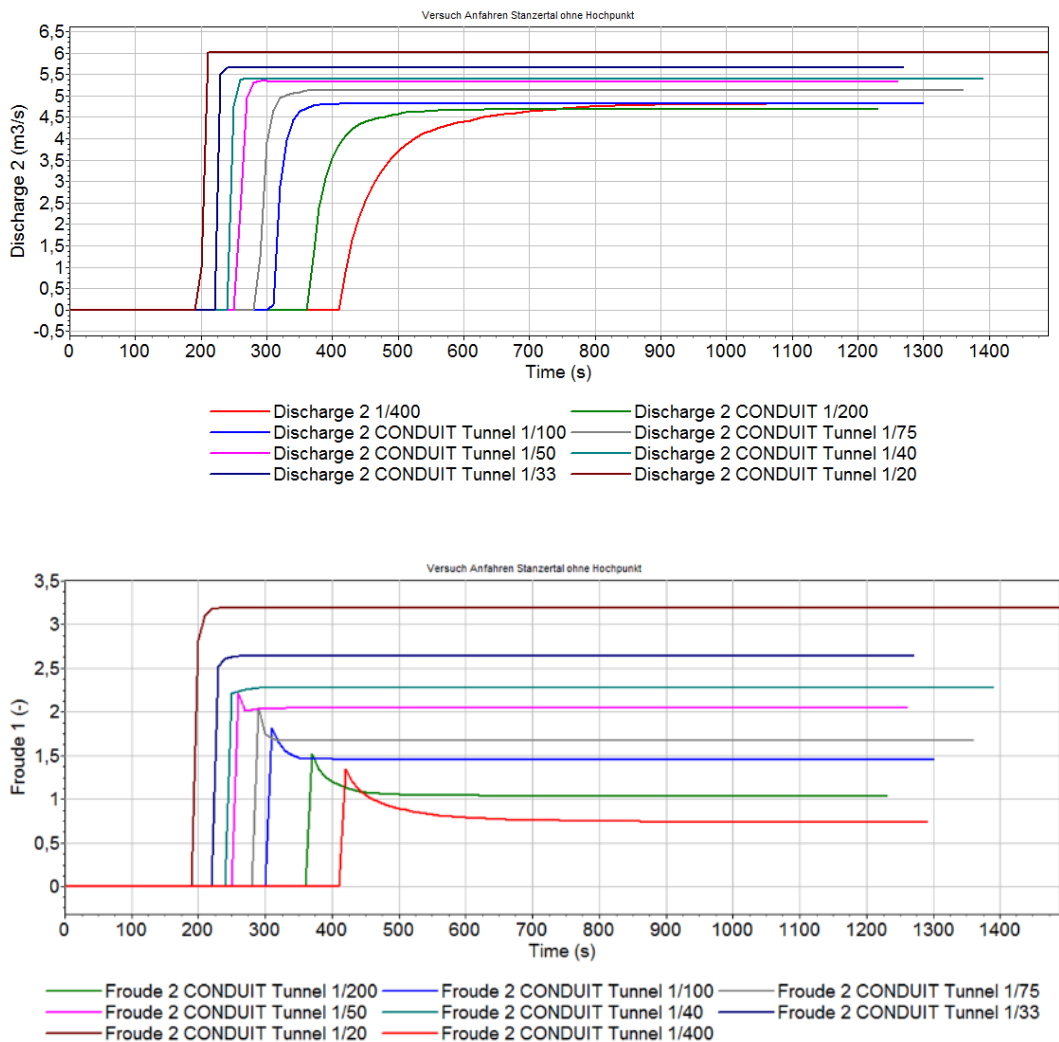 Versuch Anfahren Stanzertal ohne Hochpunkt
6,5
6
5,5
5
4,5
4
3,5
3
2,5
2
1,5
1
0,5
0
-0,5
Discharge 2 (m3/s)
0 100 200 300 400 500 600 700 800 900 1000 1100 1200 1300 1400
Time (s)
Discharge 2 1/400 Discharge 2 CONDUIT 1/200
Discharge 2 CONDUIT Tunnel 1/100 Discharge 2 CONDUIT Tunnel 1/75
Discharge 2 CONDUIT Tunnel 1/50 Discharge 2 CONDUIT Tunnel 1/40
Discharge 2 CONDUIT Tunnel 1/33 Discharge 2 CONDUIT Tunnel 1/20
Versuch Anfahren Stanzertal ohne Hochpunkt
3,5
3
2,5
2
1,5
1
0,5
0
Froude 1 (-)
0 100 200 300 400 500 600 700 800 900 1000 1100 1200 1300 1400
Time (s)
Froude 2 CONDUIT Tunnel 1/200 Froude 2 CONDUIT Tunnel 1/100 Froude 2 CONDUIT Tunnel 1/75
Froude 2 CONDUIT Tunnel 1/50 Froude 2 CONDUIT Tunnel 1/40 Froude 2 CONDUIT Tunnel 1/33
Froude 2 CONDUIT Tunnel 1/20 Froude 2 CONDUIT Tunnel 1/400